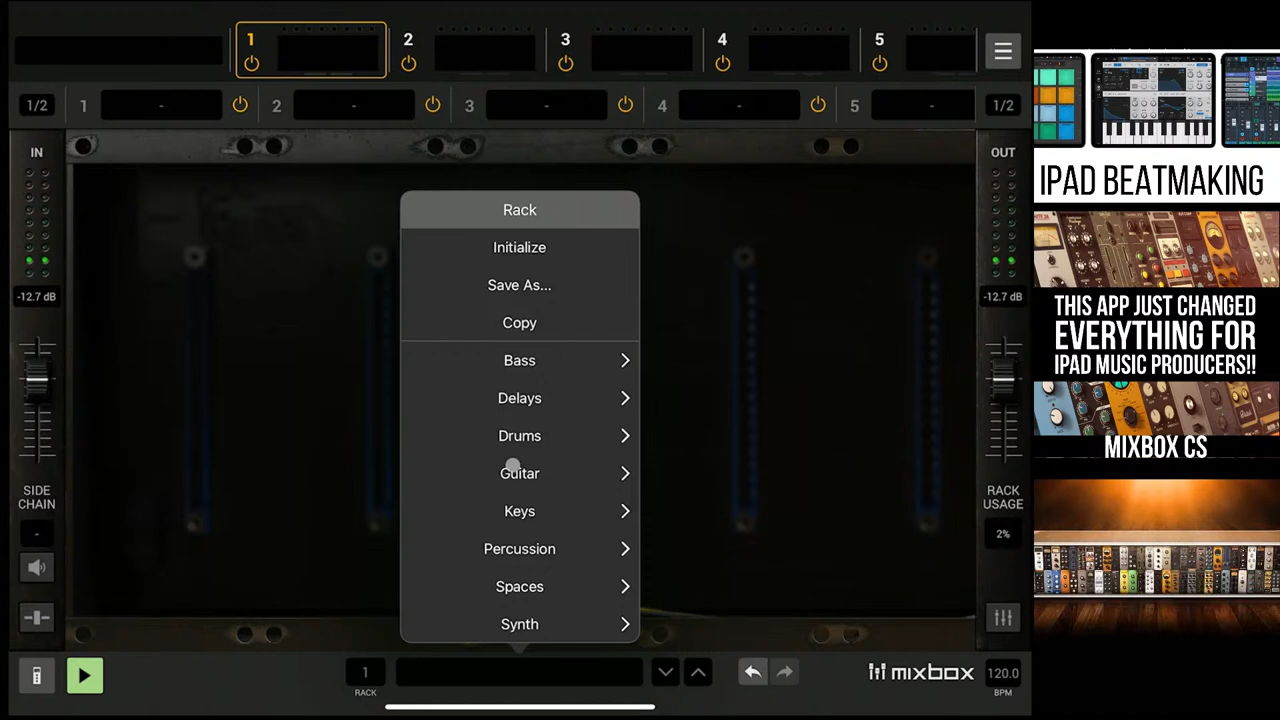 1
2
3
4
5
1/2
1
-
2
-
3
-
4
-
5
-
1/2
IN
OUT
-12.7 dB
-12.7 dB
SIDE
CHAIN
-
RACK
USAGE
2%
Rack
Initialize
Save As...
Copy
Bass
Delays
Drums
Guitar
Keys
Percussion
Spaces
Synth
1
RACK
mixbox
120.0
BPM
IPAD BEATMAKING
THIS APP JUST CHANGED
EVERYTHING FOR
IPAD MUSIC PRODUCERS!!
MIXBOX CS